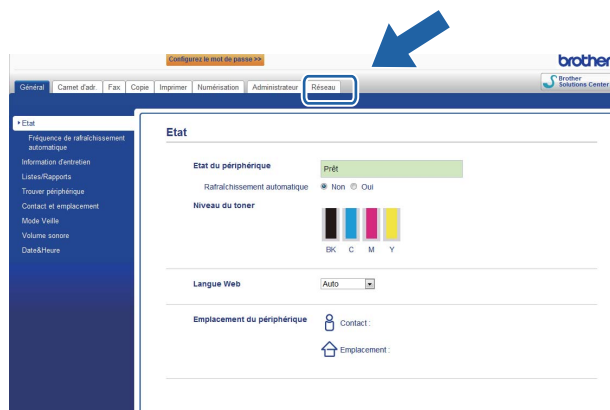 Configurez le mot de passe >>
brother
Général Carnet d'adr. Fax Copie Imprimer Numérisation Administrateur Réseau
Brother
Solutions Center
Etat
Fréquence de rafraîchissement
automatique
Information d'entretien
Listes/Rapports
Trouver périphérique
Contact et emplacement
Mode Veille
Volume sonore
Date&Heure
Etat
Etat du périphérique Prêt
Rafraîchissement automatique Non Oui
Niveau du toner
BK C M Y
Langue Web Auto
Emplacement du périphérique Contact :
Emplacement :